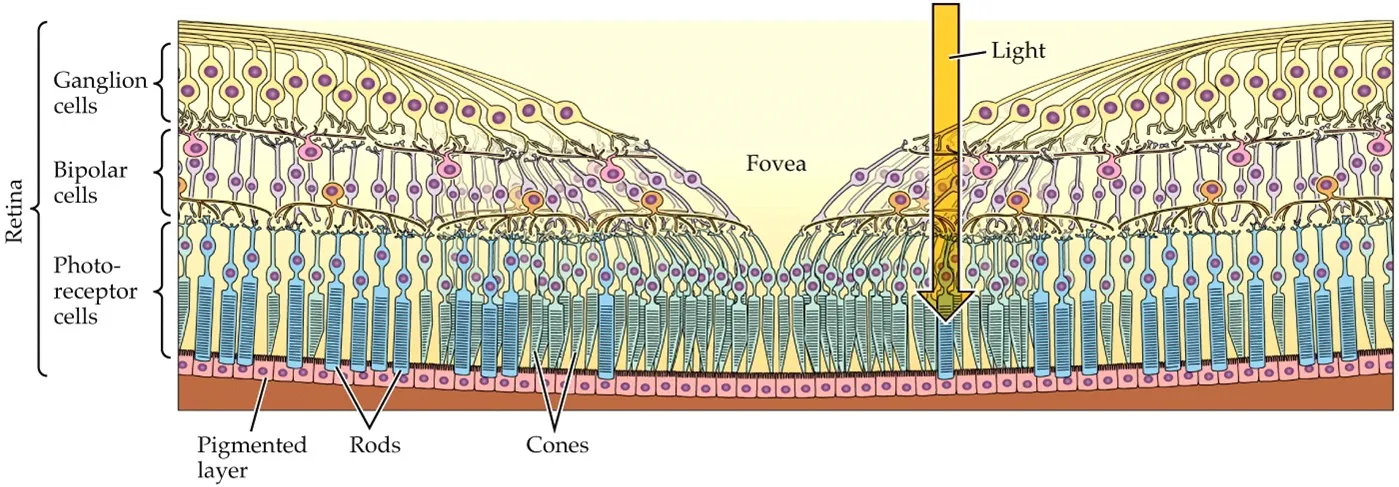 Retina
Ganglion
cells
Bipolar
cells
Photo-
receptor
cells
Light
Fovea
Pigmented
layer
Rods
Cones